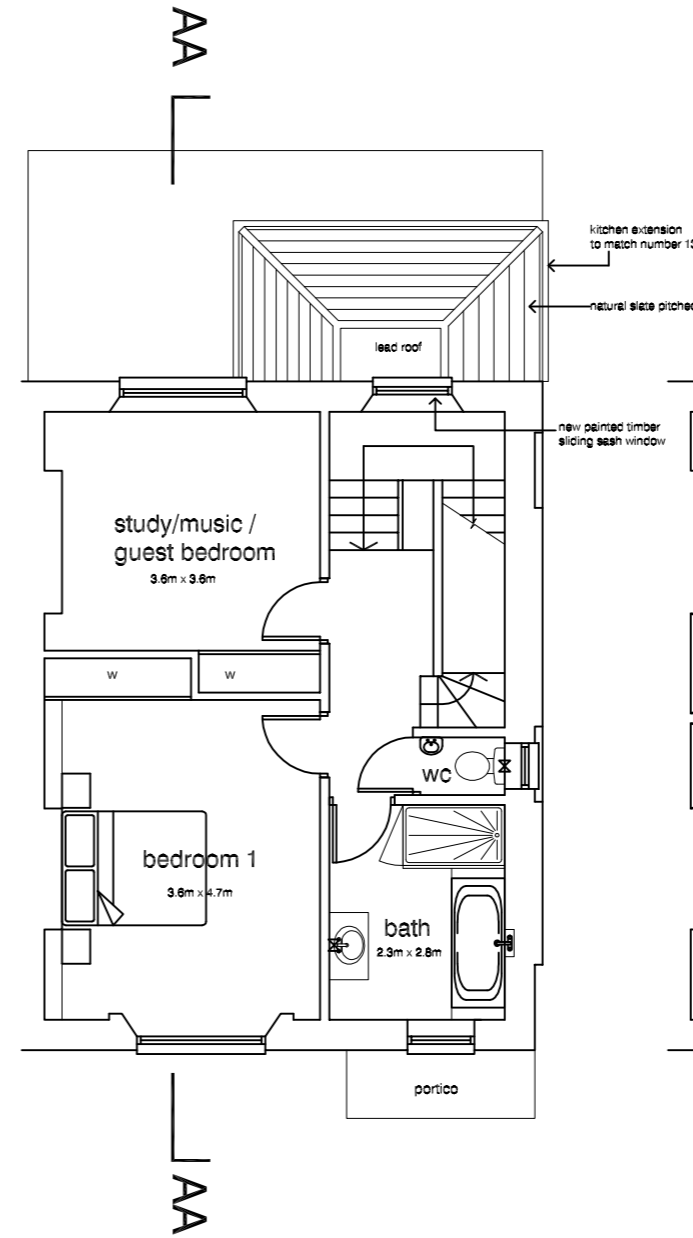 AA
kitchen extension
to match number 13
natural slate pitched
lead roof
new painted timber
sliding sash window
study/music /
guest bedroom
3.6m x 3.6m
w
w
wc
bedroom 1
3.6m x 4.7m
bath
2.3m x 2.8m
portico
AA